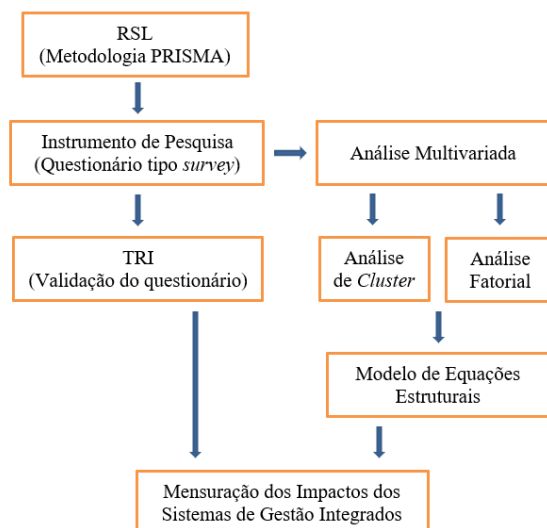 RSL
(Metodologia PRISMA)
Instrumento de Pesquisa
(Questionário tipo survey)
Análise Multivariada
TRI
(Validação do questionário)
Análise
de Cluster
Análise
Fatorial
Modelo de Equações
Estruturais
Mensuração dos Impactos dos
Sistemas de Gestão Integrados